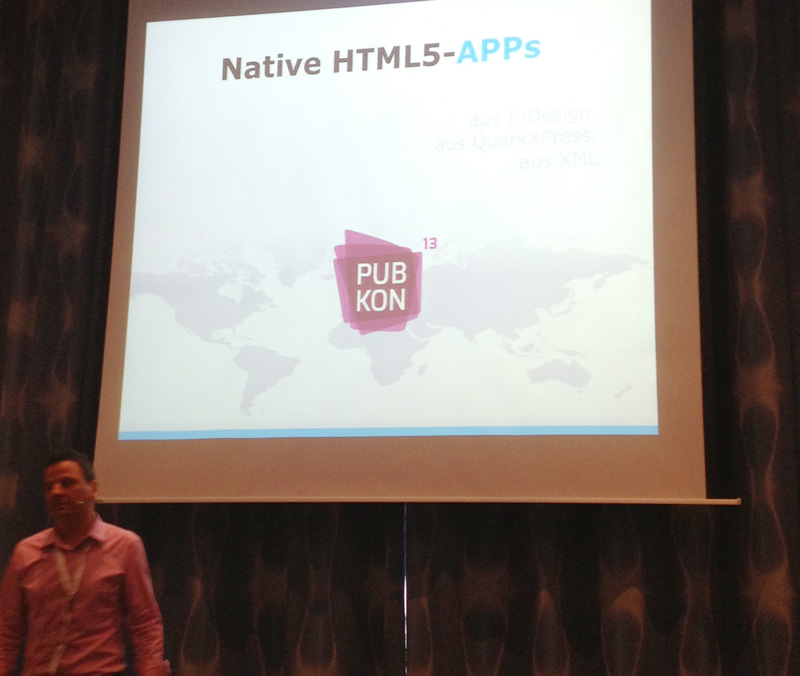 Native HTML5-APPs
aus InDesign,
aus QuarkXPress,
aus XML
13
PUB
KON